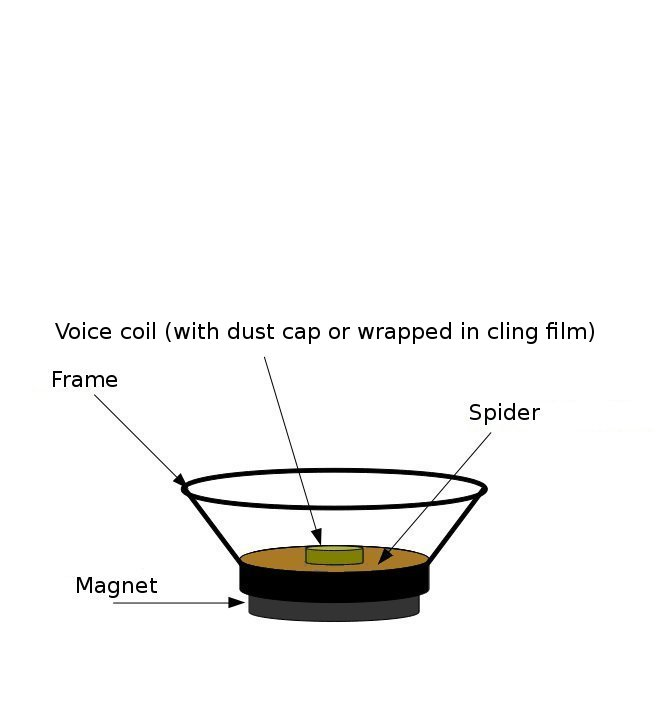 Voice coil (with dust cap or wrapped in cling film)
Frame
Spider
Magnet